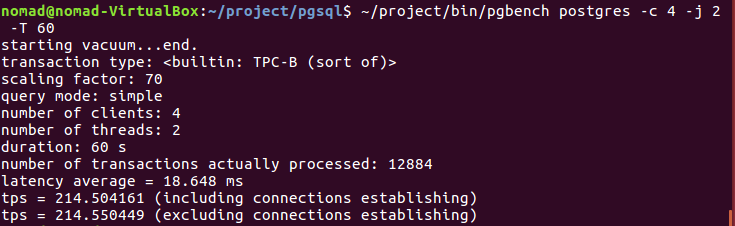 nomad@nomad-VirtualBox:~/project/pgsql$ ~/project/bin/pgbench postgres -c 4 -j 2
 -T 60
starting vacuum...end.
transaction type: <builtin: TPC-B (sort of)>
scaling factor: 70
query mode: simple
number of clients: 4
number of threads: 2
duration: 60 s
number of transactions actually processed: 12884
latency average = 18.648 ms
tps = 214.504161 (including connections establishing)
tps = 214.550449 (excluding connections establishing)